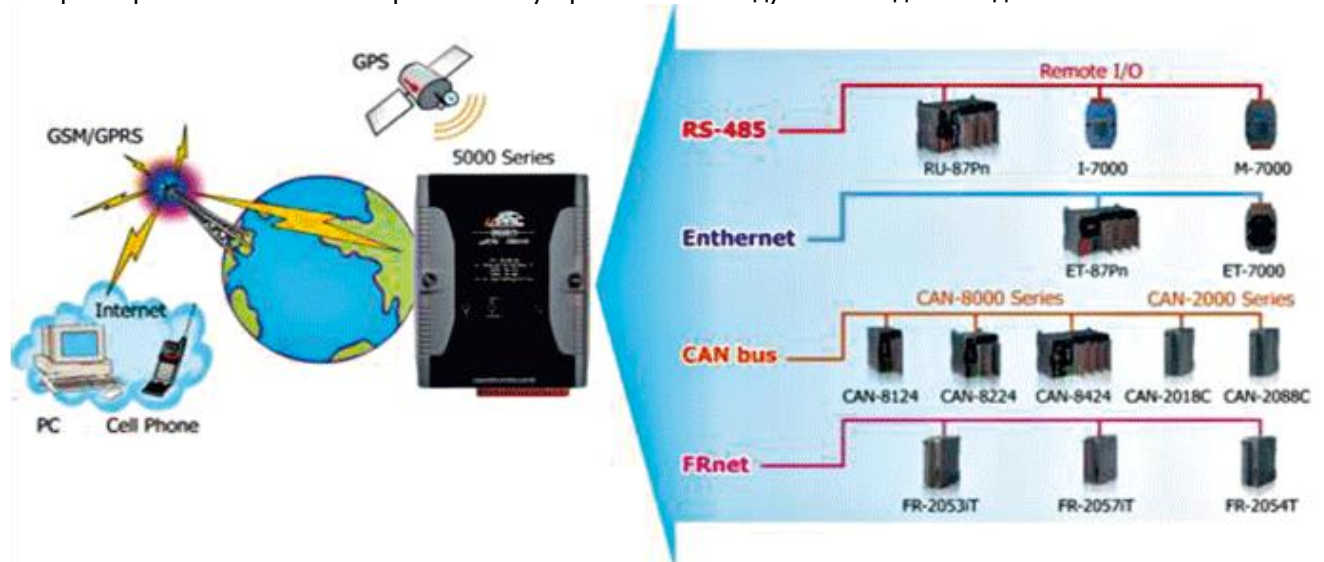 GPS
GSM/GPRS
5000 Series
Internet
PC
Cell Phone
Remote I/O
RS-485
RU-87Pn
I-7000
M-7000
Enthernet
ET-87Pn
ET-7000
CAN-8000 Series
CAN-2000 Series
CAN bus
CAN-8124
CAN-8224
CAN-8424
CAN-2018C
CAN-2088C
FRnet
FR-2053iT
FR-2057iT
FR-2054T